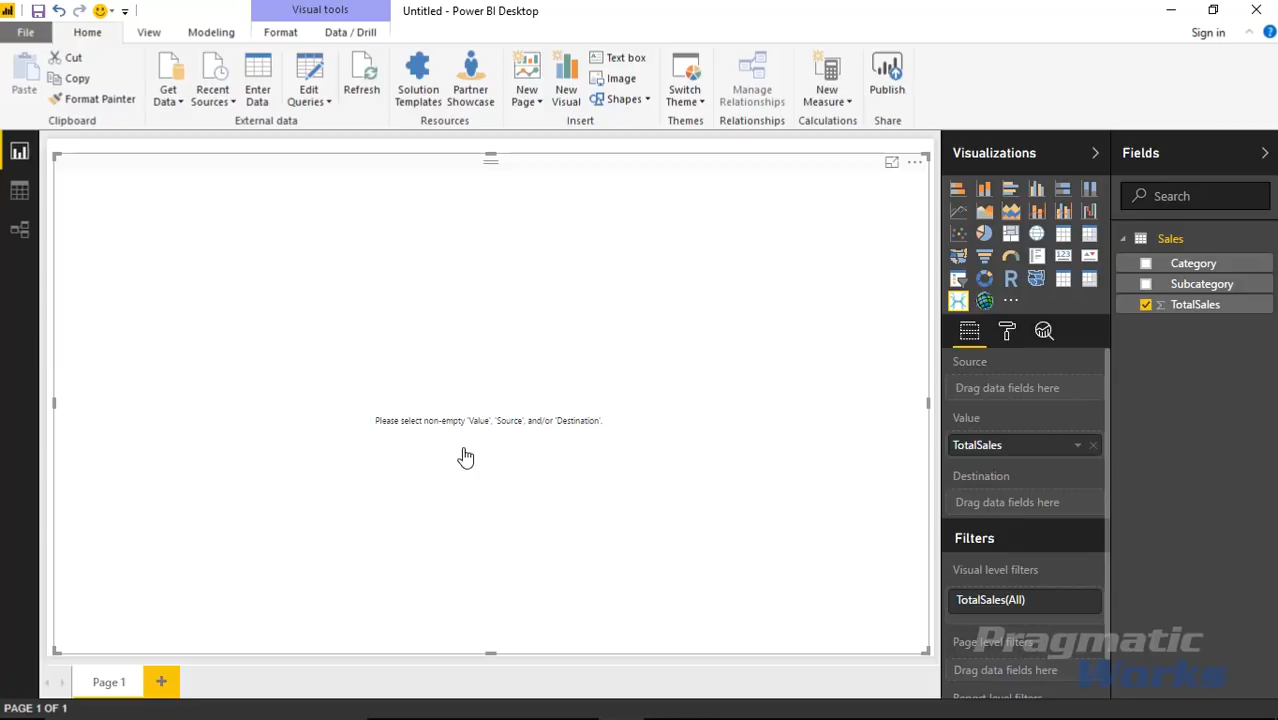 Visual tools
Untitled - Power BI Desktop
File
Home
View
Modeling
Format
Data / Drill
Sign in
Paste
Cut
Copy
Format Painter
Clipboard
Get Data
Recent Sources
Enter Data
Edit Queries
Refresh
External data
Solution Templates
Partner Showcase
Resources
New Page
New Visual
Text box
Image
Shapes
Insert
Switch Theme
Themes
Manage Relationships
Relationships
New Measure
Calculations
Publish
Share
Please select non-empty 'Value', 'Source', and/or 'Destination'.
Visualizations
R
123
Source
Drag data fields here
Value
TotalSales
Destination
Drag data fields here
Filters
Visual level filters
TotalSales(All)
Page level filters
Drag data fields here
Report level filters
Fields
Search
Sales
Category
Subcategory
Σ TotalSales
Pragmatic
Works
Page 1
PAGE 1 OF 1